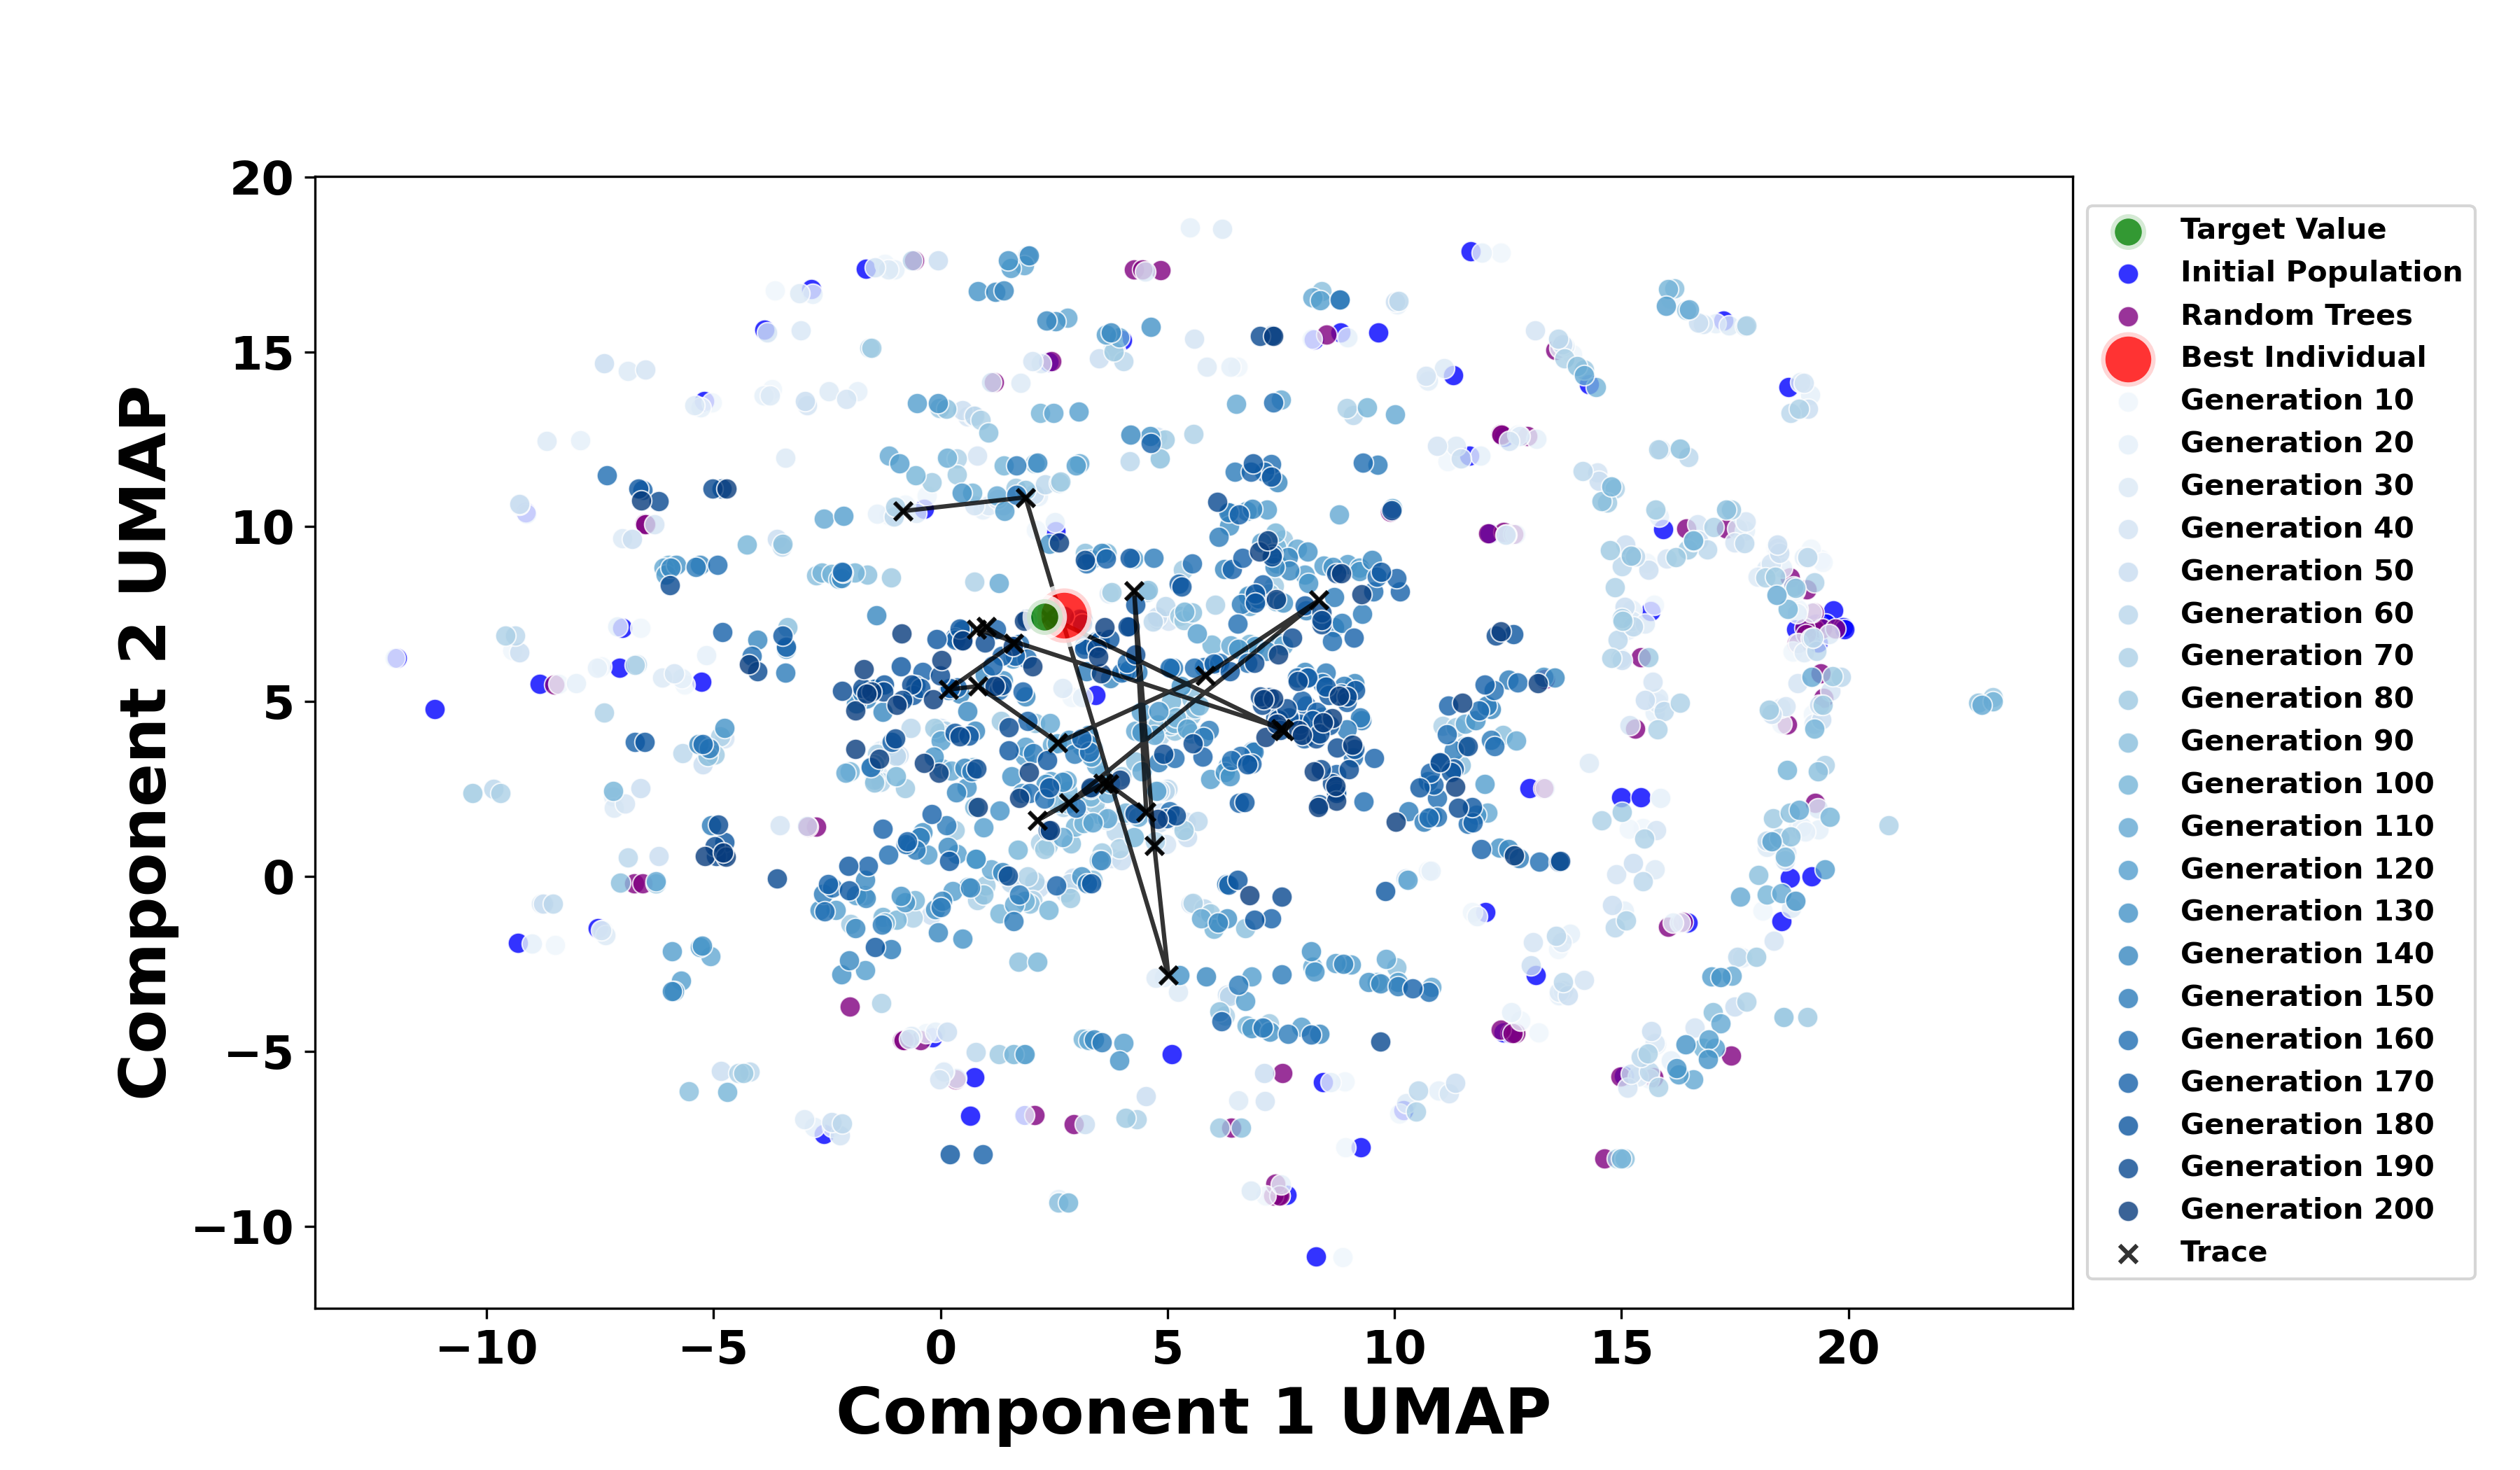 Component 2 UMAP
20
15
10
5
0
−5
−10
−10
−5
0
5
10
15
20
Component 1 UMAP
Target Value
Initial Population
Random Trees
Best Individual
Generation 10
Generation 20
Generation 30
Generation 40
Generation 50
Generation 60
Generation 70
Generation 80
Generation 90
Generation 100
Generation 110
Generation 120
Generation 130
Generation 140
Generation 150
Generation 160
Generation 170
Generation 180
Generation 190
Generation 200
Trace